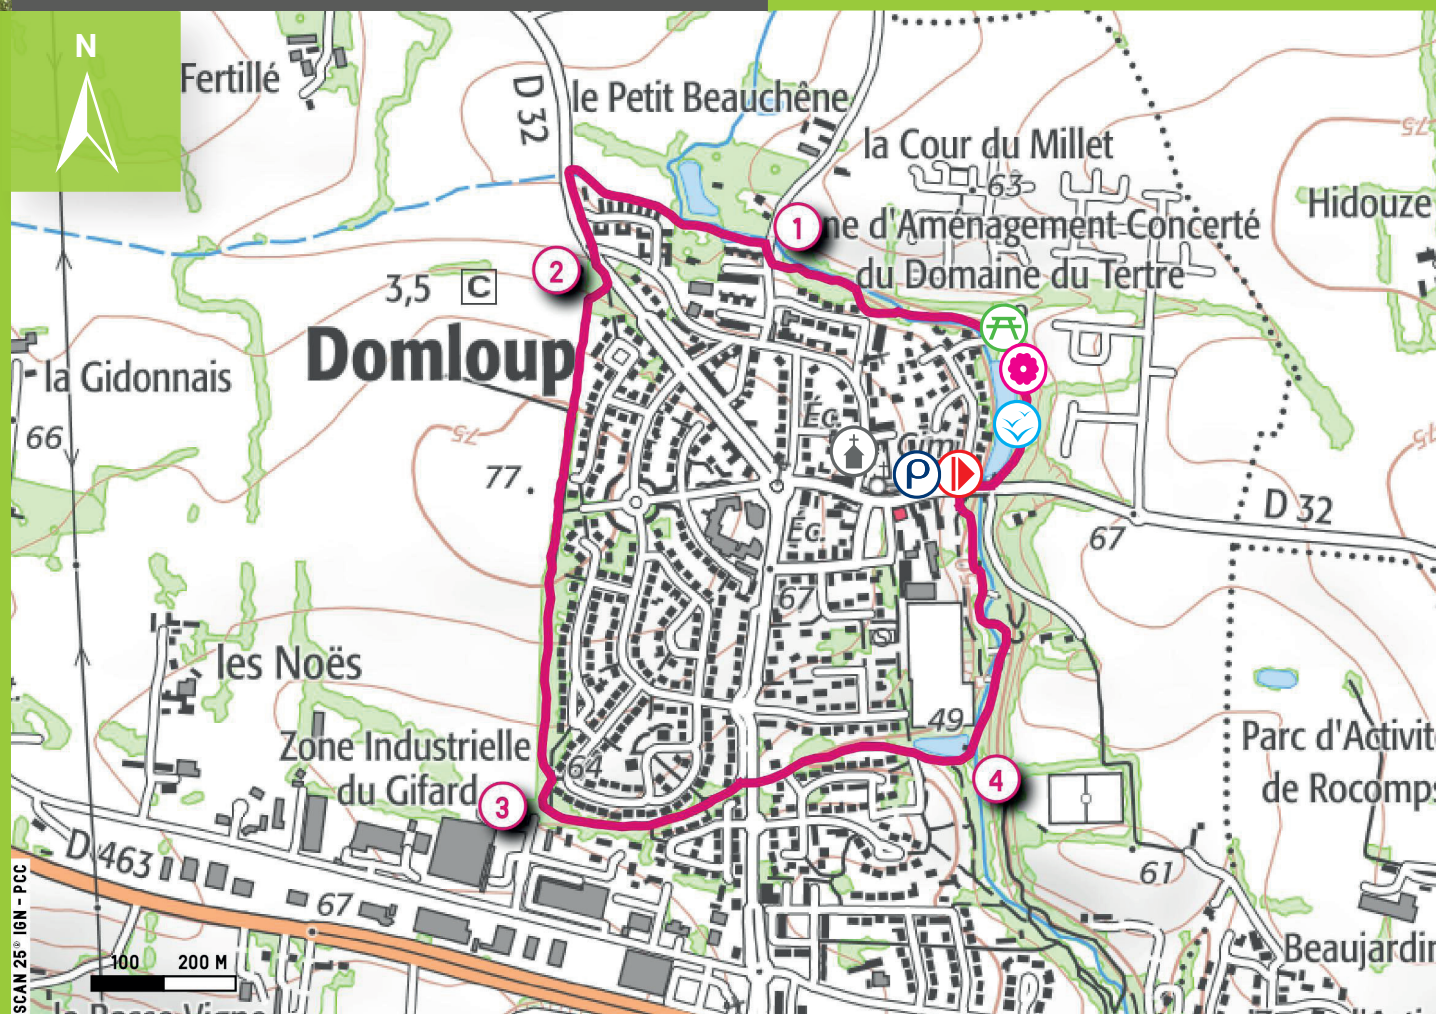 N
Fertillé
D 32
le Petit Beauchêne
la Cour du Millet
63
75
Hidouze
1
ne d'Aménagement Concerté
du Domaine du Tertre
2
3,5 C
Domloup
la Gidonnais
66
75
77
Éc.
Gim
P
D 32
67
Éc.
67
les Noës
49
Zone Industrielle
du Gifard
64
3
4
Parc d'Activit
de Rocomp
D 463
67
61
Beaujardin
100 200 M
SCAN 25® IGN - PCC